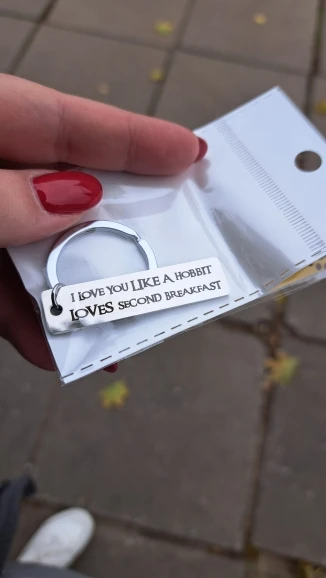 I LOVE YOU LIKE A HOBBIT
LOVES SECOND BREAKFAST